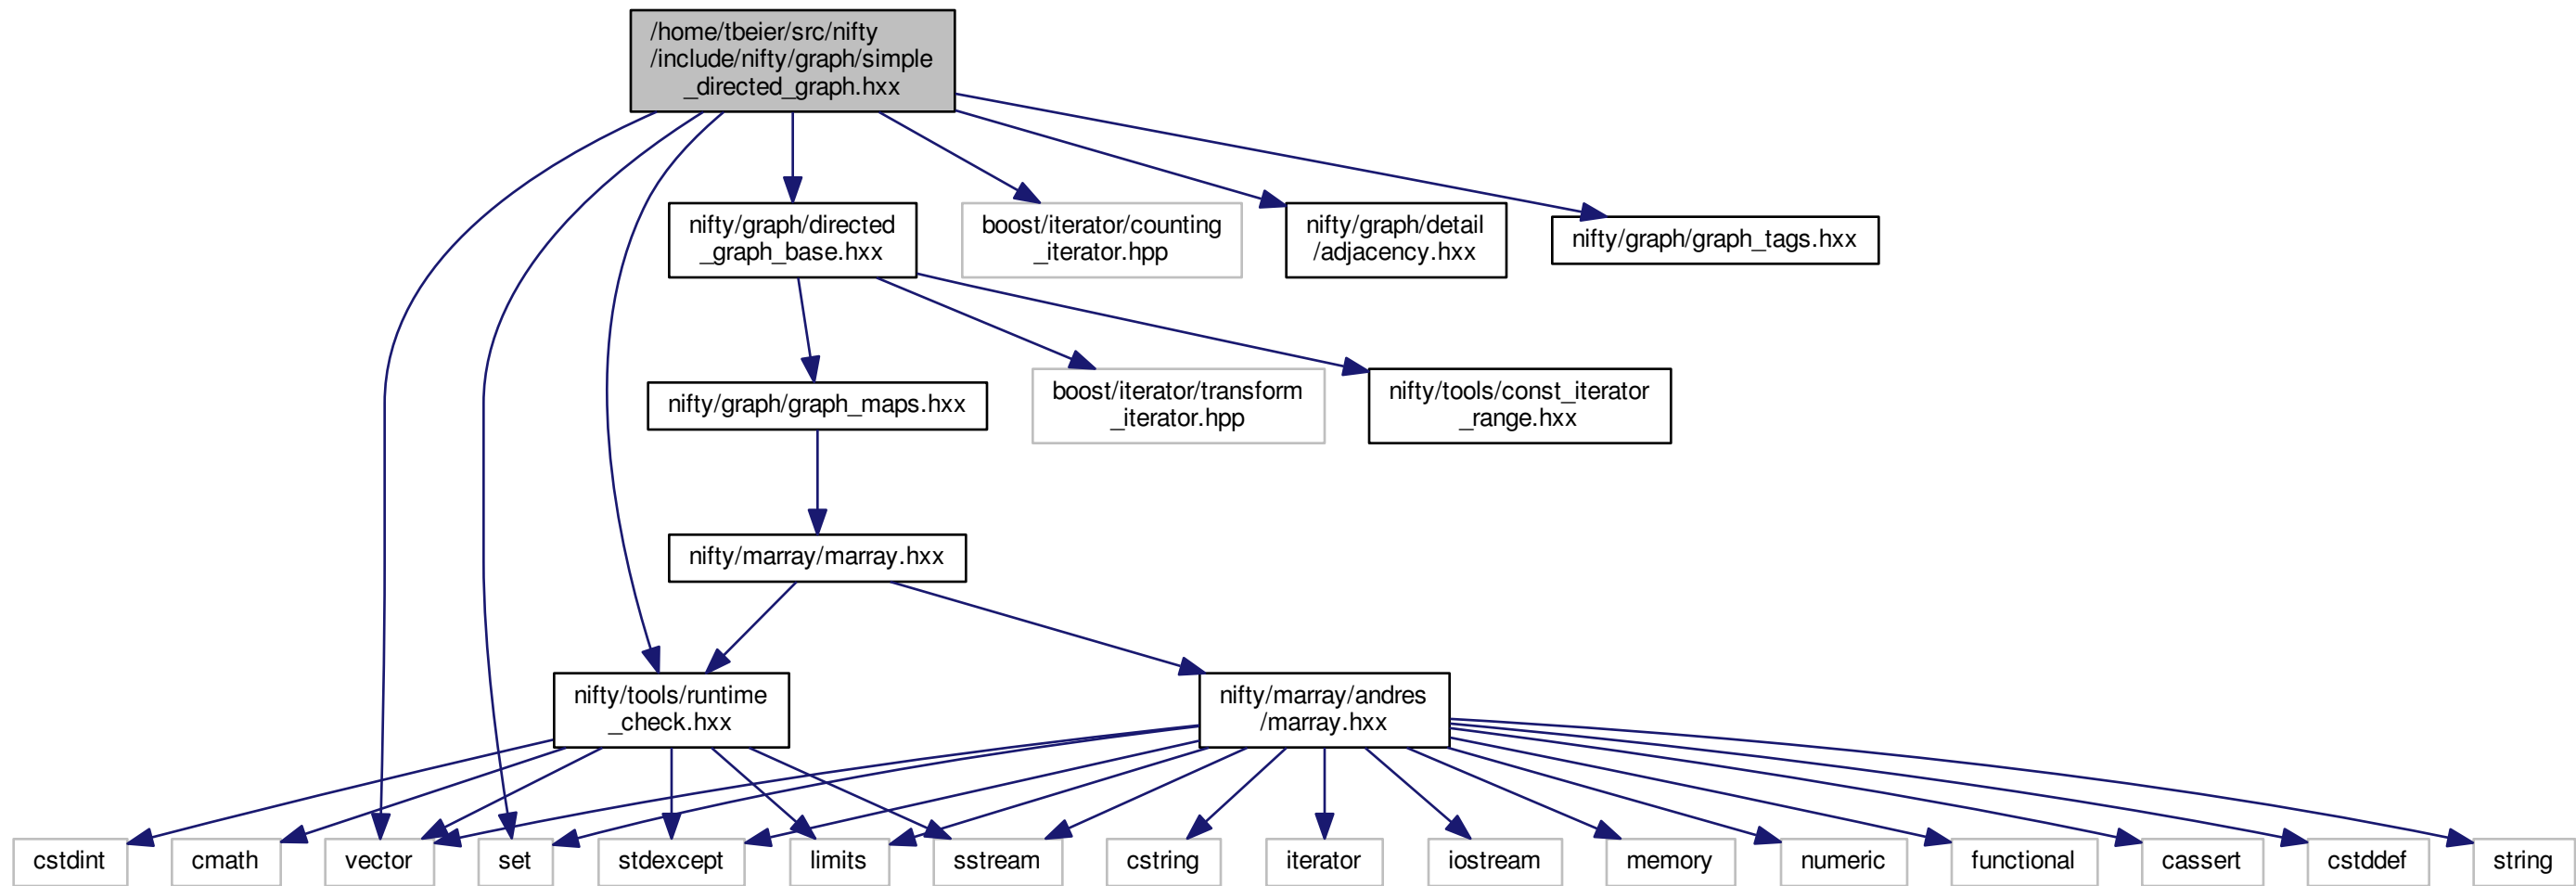 /home/tbeier/src/nifty
/include/nifty/graph/simple
_directed_graph.hxx
nifty/graph/directed
_graph_base.hxx
boost/iterator/counting
_iterator.hpp
nifty/graph/detail
/adjacency.hxx
nifty/graph/graph_tags.hxx
nifty/graph/graph_maps.hxx
boost/iterator/transform
_iterator.hpp
nifty/tools/const_iterator
_range.hxx
nifty/marray/marray.hxx
nifty/tools/runtime
_check.hxx
nifty/marray/andres
/marray.hxx
cstdint
cmath
vector
set
stdexcept
limits
sstream
cstring
iterator
iostream
memory
numeric
functional
cassert
cstddef
string